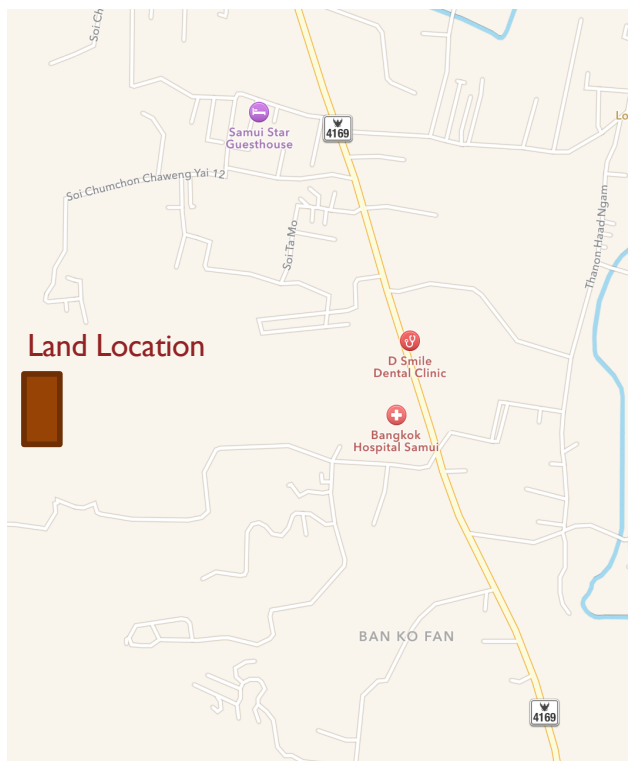 Soi Ch
Lo
4169
Samui Star
Guesthouse
Soi Chumchon Chaweng Yai 12
Thanon Haad Ngam
Soi Ta Mo
Land Location
D Smile
Dental Clinic
Bangkok
Hospital Samui
BAN KO FAN
4169